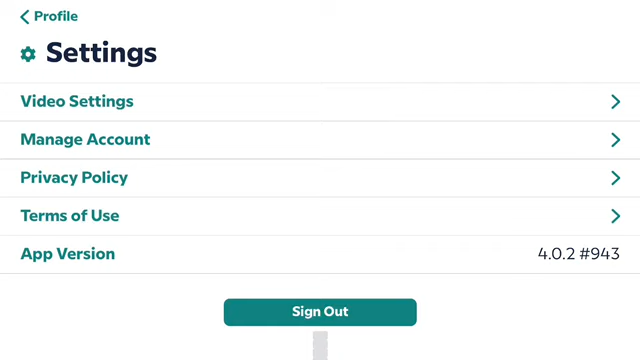 Profile
Settings
Video Settings
Manage Account
Privacy Policy
Terms of Use
App Version 4.0.2 #943
Sign Out